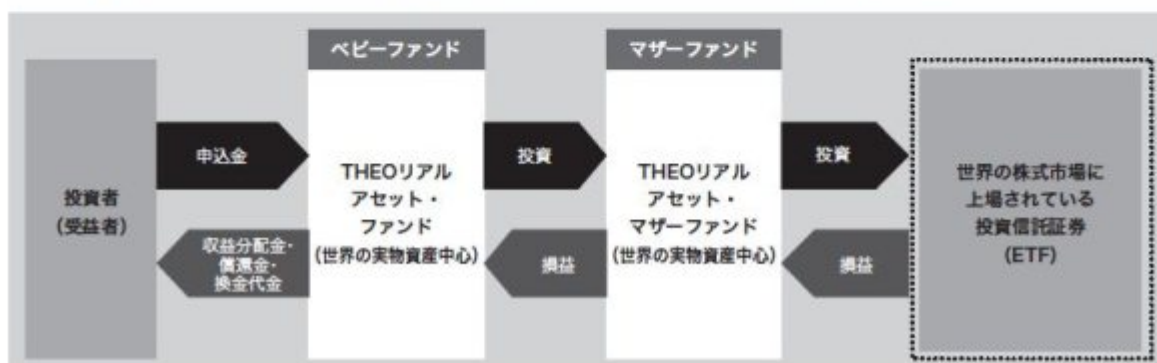 投資者
(受益者)
申込金
収益分配金・
償還金・
換金代金
ベビーファンド
THEOリアル
アセット・
ファンド
(世界の実物資産中心)
投資
損益
マザーファンド
THEOリアル
アセット・
マザーファンド
(世界の実物資産中心)
投資
損益
世界の株式市場に
上場されている
投資信託証券
(ETF)